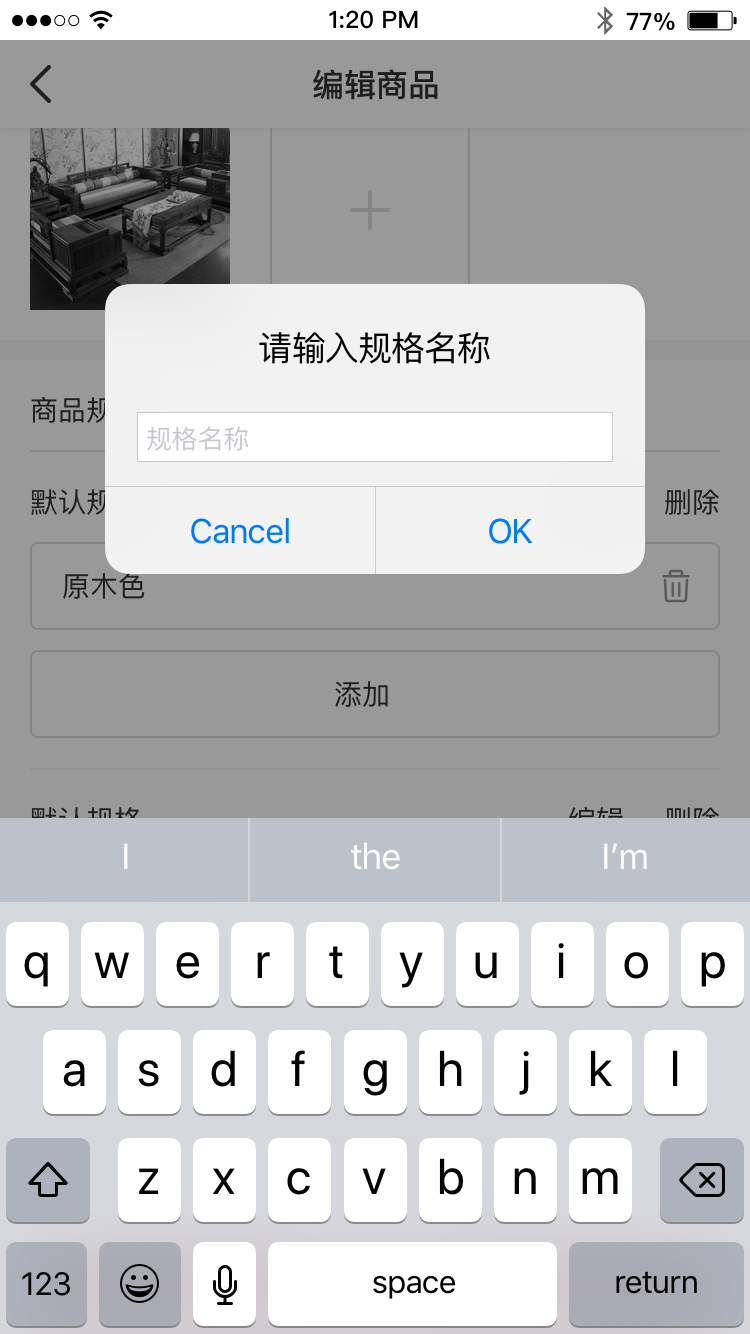 1:20 PM 77%
编辑商品
请输入规格名称
商品规
规格名称
默认规 删除
Cancel OK
原木色
添加
默认规格 编辑 删除
I the I'm
q w e r t y u i o p
a s d f g h j k l
z x c v b n m
123 space return